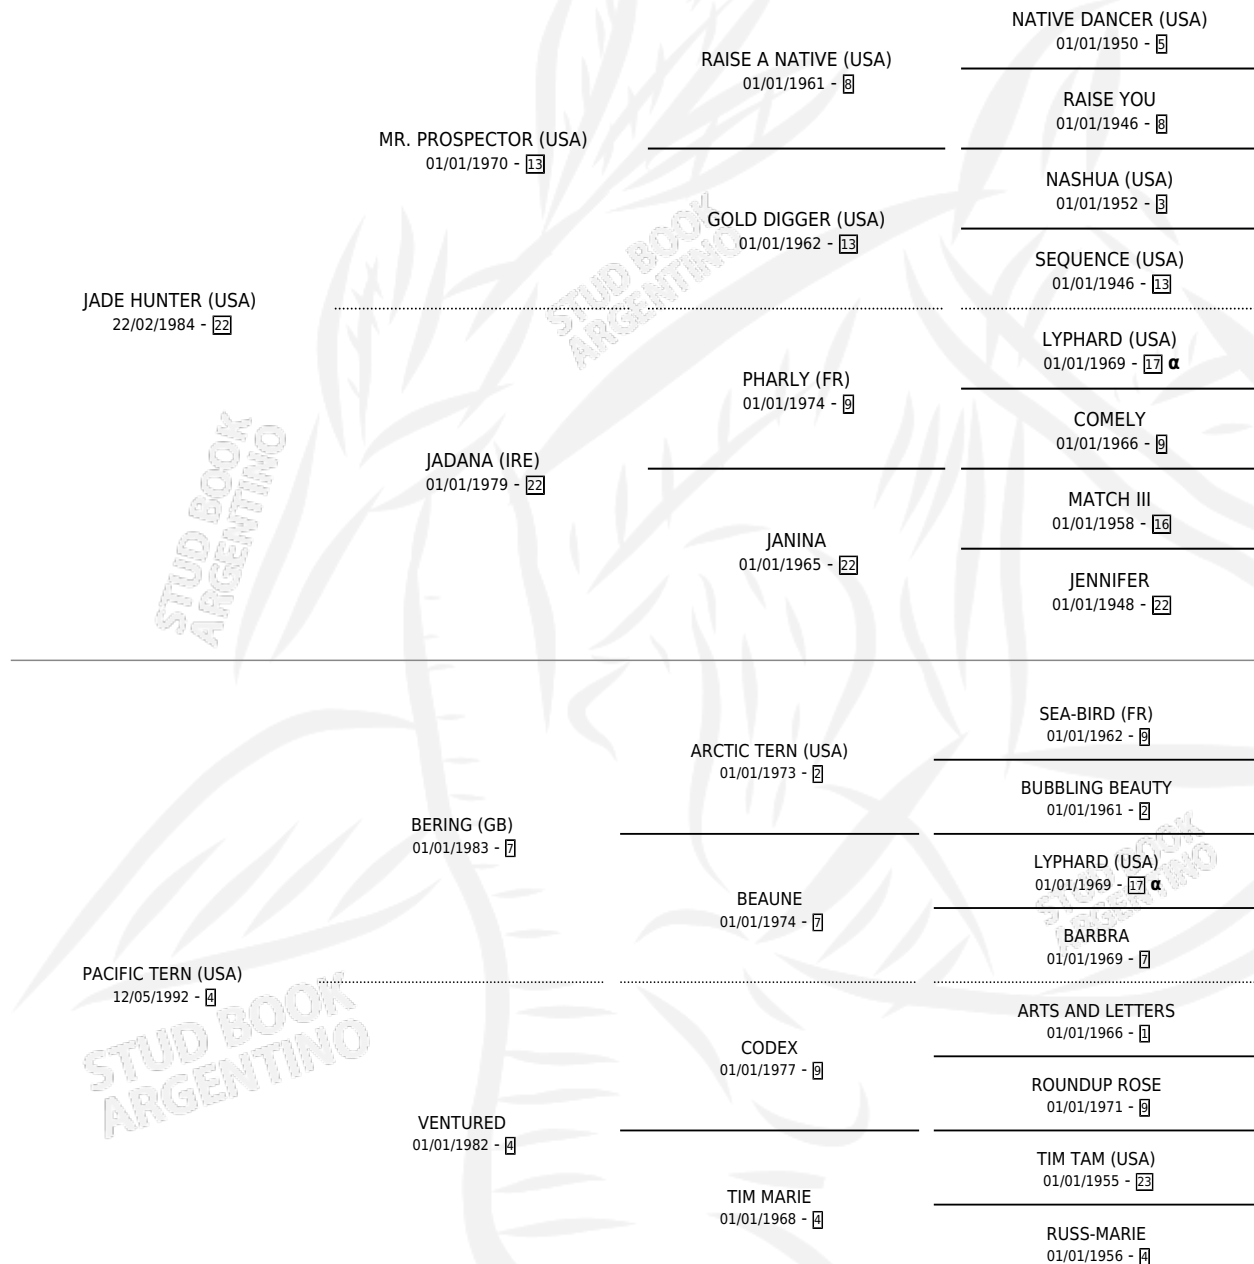 NATIVE DANCER (USA)
01/01/1950 - 5
RAISE A NATIVE (USA)
01/01/1961 - 8
RAISE YOU
01/01/1946 - 8
MR. PROSPECTOR (USA)
01/01/1970 - 13
NASHUA (USA)
01/01/1952 - 3
GOLD DIGGER (USA)
01/01/1962 - 13
SEQUENCE (USA)
01/01/1946 - 13
JADE HUNTER (USA)
22/02/1984 - 22
LYPHARD (USA)
01/01/1969 - 17 α
PHARLY (FR)
01/01/1974 - 9
COMELY
01/01/1966 - 9
JADANA (IRE)
01/01/1979 - 22
MATCH III
01/01/1958 - 16
JANINA
01/01/1965 - 22
JENNIFER
01/01/1948 - 22
SEA-BIRD (FR)
01/01/1962 - 9
ARCTIC TERN (USA)
01/01/1973 - 2
BUBBLING BEAUTY
01/01/1961 - 2
BERING (GB)
01/01/1983 - 7
LYPHARD (USA)
01/01/1969 - 17 α
BEAUNE
01/01/1974 - 7
BARBRA
01/01/1969 - 7
PACIFIC TERN (USA)
12/05/1992 - 4
ARTS AND LETTERS
01/01/1966 - 1
CODEX
01/01/1977 - 9
ROUNDUP ROSE
01/01/1971 - 9
VENTURED
01/01/1982 - 4
TIM TAM (USA)
01/01/1955 - 23
TIM MARIE
01/01/1968 - 4
RUSS-MARIE
01/01/1956 - 4
STUD BOOK
ARGENTINO
STUD BOOK
ARGENTINO
STUD BOOK
ARGENTINO
STUD BOOK
ARGENTINO